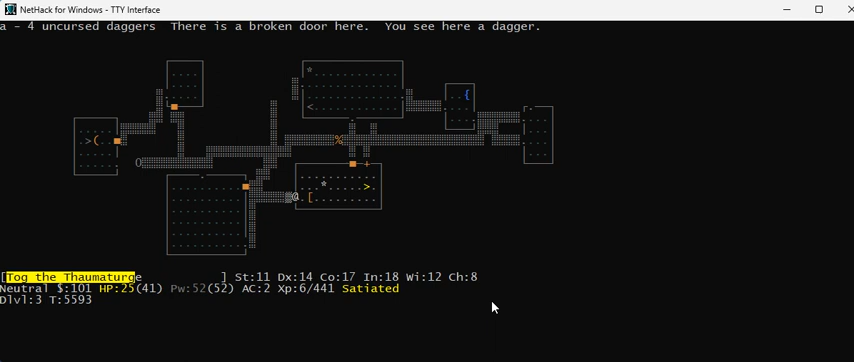 NetHack for Windows - TTY Interface
a - 4 uncursed daggers  There is a broken door here.  You see here a dagger.
[Tog the Thaumaturge           ] St:11 Dx:14 Co:17 In:18 Wi:12 Ch:8
Neutral $:101 HP:25(41) Pw:52(52) AC:2 Xp:6/441 Satiated
Dlvl:3 T:5593